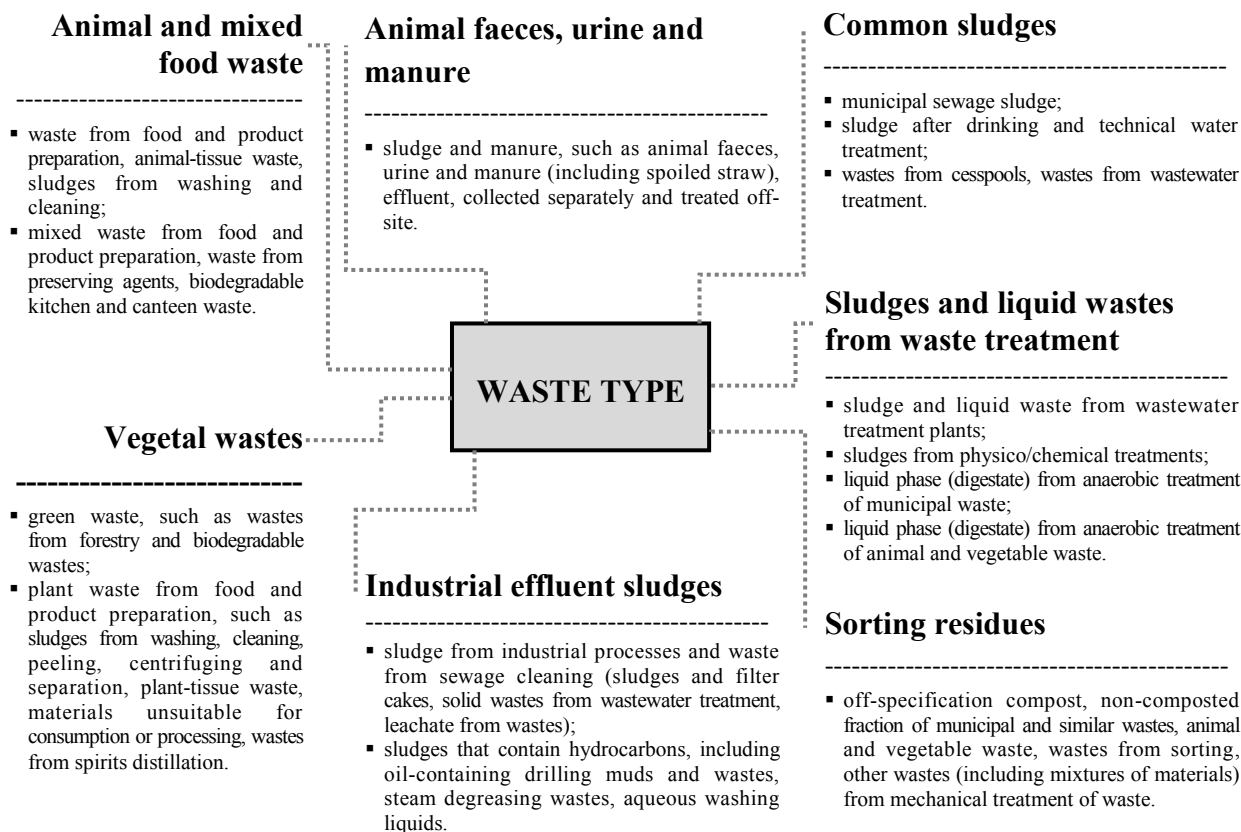 Animal and mixed
food waste
------------------------------
▪ waste from food and product
preparation, animal-tissue waste,
sludges from washing and
cleaning;
▪ mixed waste from food and
product preparation, waste from
preserving agents, biodegradable
kitchen and canteen waste.
Animal faeces, urine and
manure
------------------------------------------
▪ sludge and manure, such as animal faeces,
urine and manure (including spoiled straw),
effluent, collected separately and treated off-
site.
Common sludges
------------------------------------------
▪ municipal sewage sludge;
▪ sludge after drinking and technical water
treatment;
▪ wastes from cesspools, wastes from wastewater
treatment.
WASTE TYPE
Sludges and liquid wastes
from waste treatment
------------------------------------------
▪ sludge and liquid waste from wastewater
treatment plants;
▪ sludges from physico/chemical treatments;
▪ liquid phase (digestate) from anaerobic treatment
of municipal waste;
▪ liquid phase (digestate) from anaerobic treatment
of animal and vegetable waste.
Vegetal wastes
------------------------------
▪ green waste, such as wastes
from forestry and biodegradable
wastes;
▪ plant waste from food and
product preparation, such as
sludges from washing, cleaning,
peeling, centrifuging and
separation, plant-tissue waste,
materials unsuitable for
consumption or processing, wastes
from spirits distillation.
Industrial effluent sludges
------------------------------------------
▪ sludge from industrial processes and waste
from sewage cleaning (sludges and filter
cakes, solid wastes from wastewater treatment,
leachate from wastes);
▪ sludges that contain hydrocarbons, including
oil-containing drilling muds and wastes,
steam degreasing wastes, aqueous washing
liquids.
Sorting residues
------------------------------------------
▪ off-specification compost, non-composted
fraction of municipal and similar wastes, animal
and vegetable waste, wastes from sorting,
other wastes (including mixtures of materials)
from mechanical treatment of waste.